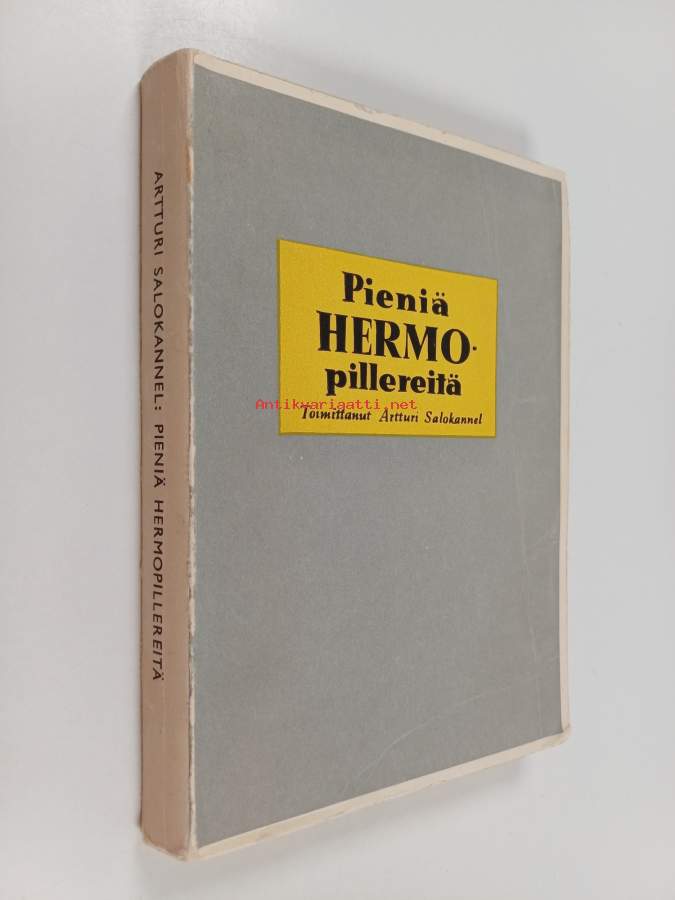 ARTTURI SALOKANNEL: PIENIÄ HERMOPILLEREITÄ
Pieniä
HERMO-
pillereitä
Antikvariaatti.net
Toimittanut Artturi Salokannel